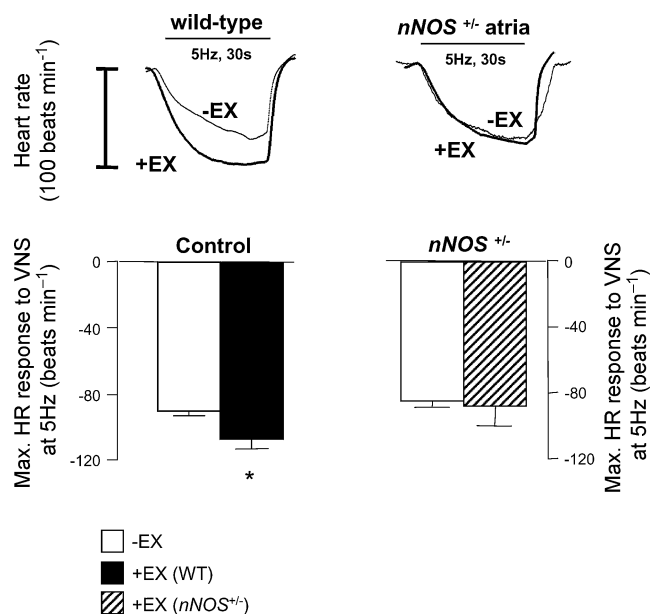 wild-type
nNOS +/- atria
5Hz, 30s
5Hz, 30s
Heart rate
(100 beats min−1)
-EX
+EX
-EX
+EX
Control
nNOS +/-
Max. HR response to VNS
at 5Hz (beats min−1)
0
-40
-80
-120
*
0
-40
-80
-120
Max. HR response to VNS
at 5Hz (beats min−1)
-EX
+EX (WT)
+EX (nNOS+/-)